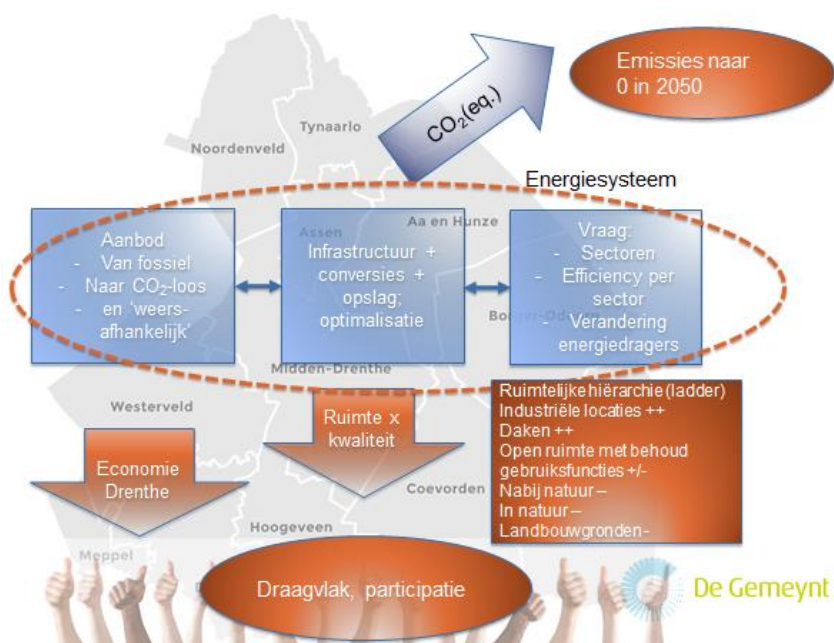 Emissies naar
0 in 2050
CO₂(eq.)
Tynaarlo
Noordenveld
Energiesysteem
Aanbod
- Van fossiel
- Naar CO₂-loos
- en ‘weers-
afhankelijk’
Assen
Aa en Hunze
Infrastructuur +
conversies +
opslag;
optimalisatie
Vraag:
- Sectoren
- Efficiency per
sector
- Verandering
energiedragers
Borger-Odoorn
Midden-Drenthe
Westerveld
Ruimte x
kwaliteit
Ruimtelijke hiërarchie (ladder)
Industriële locaties ++
Daken ++
Open ruimte met behoud
gebruiksfuncties +/-
Nabij natuur –
In natuur –
Landbouwgronden -
Economie
Drenthe
Coevorden
Hoogeveen
Meppel
Draagvlak, participatie
De Gemeynt